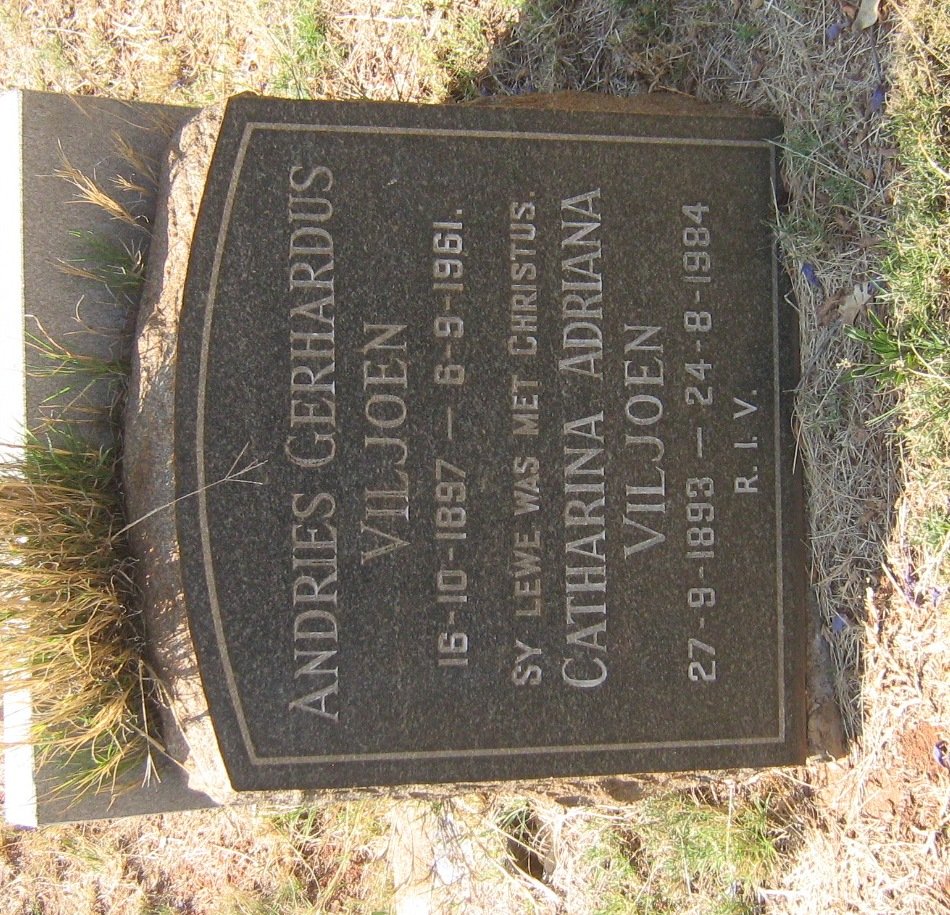 ANDRIES GERHARDUS
VILJOEN
16-10-1897 — 6-9-1961.
SY LEWE WAS MET CHRISTUS.
CATHARINA ADRIANA
VILJOEN
27-9-1893 — 24-8-1984
R.I.V.